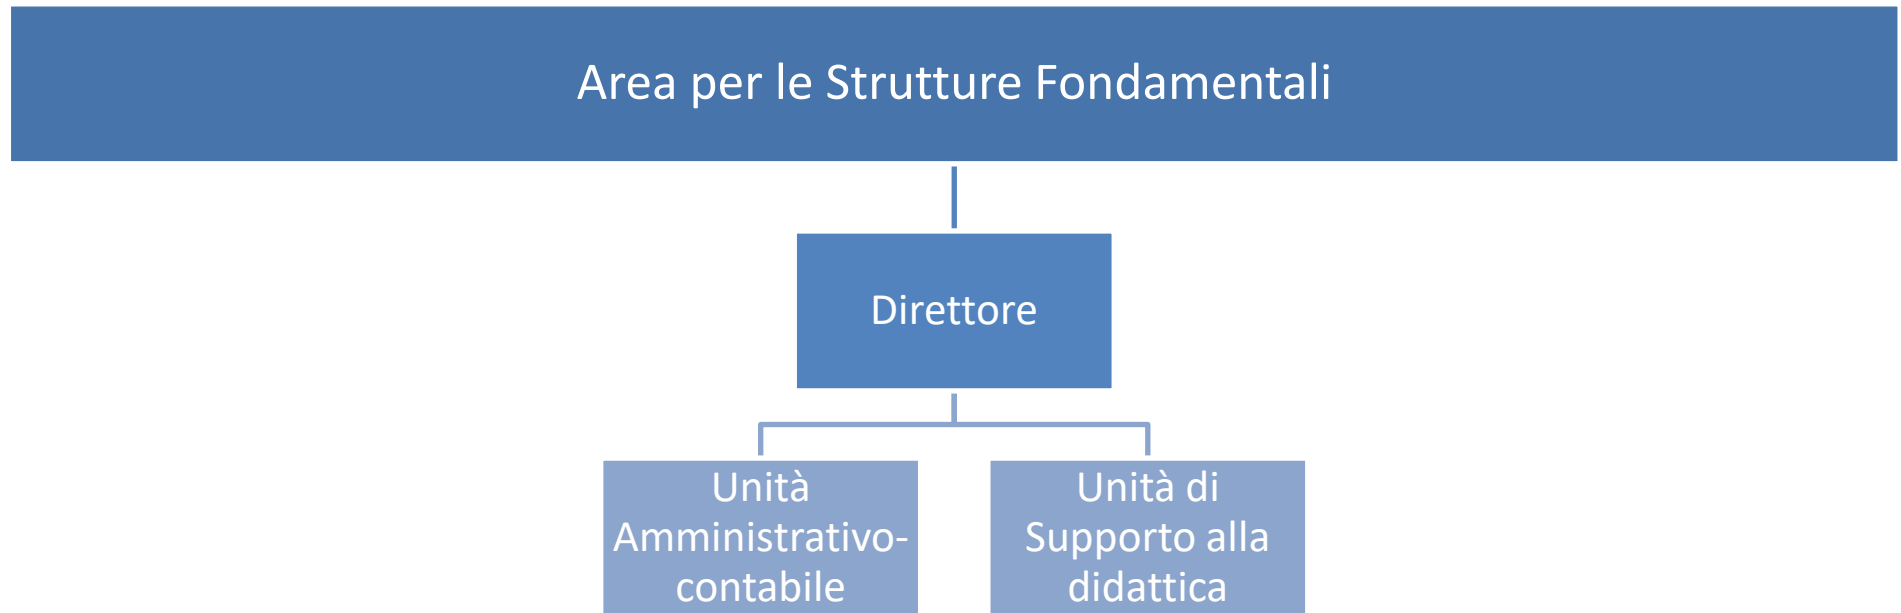 Area per le Strutture Fondamentali
Direttore
Unità
Amministrativo-
contabile
Unità di
Supporto alla
didattica